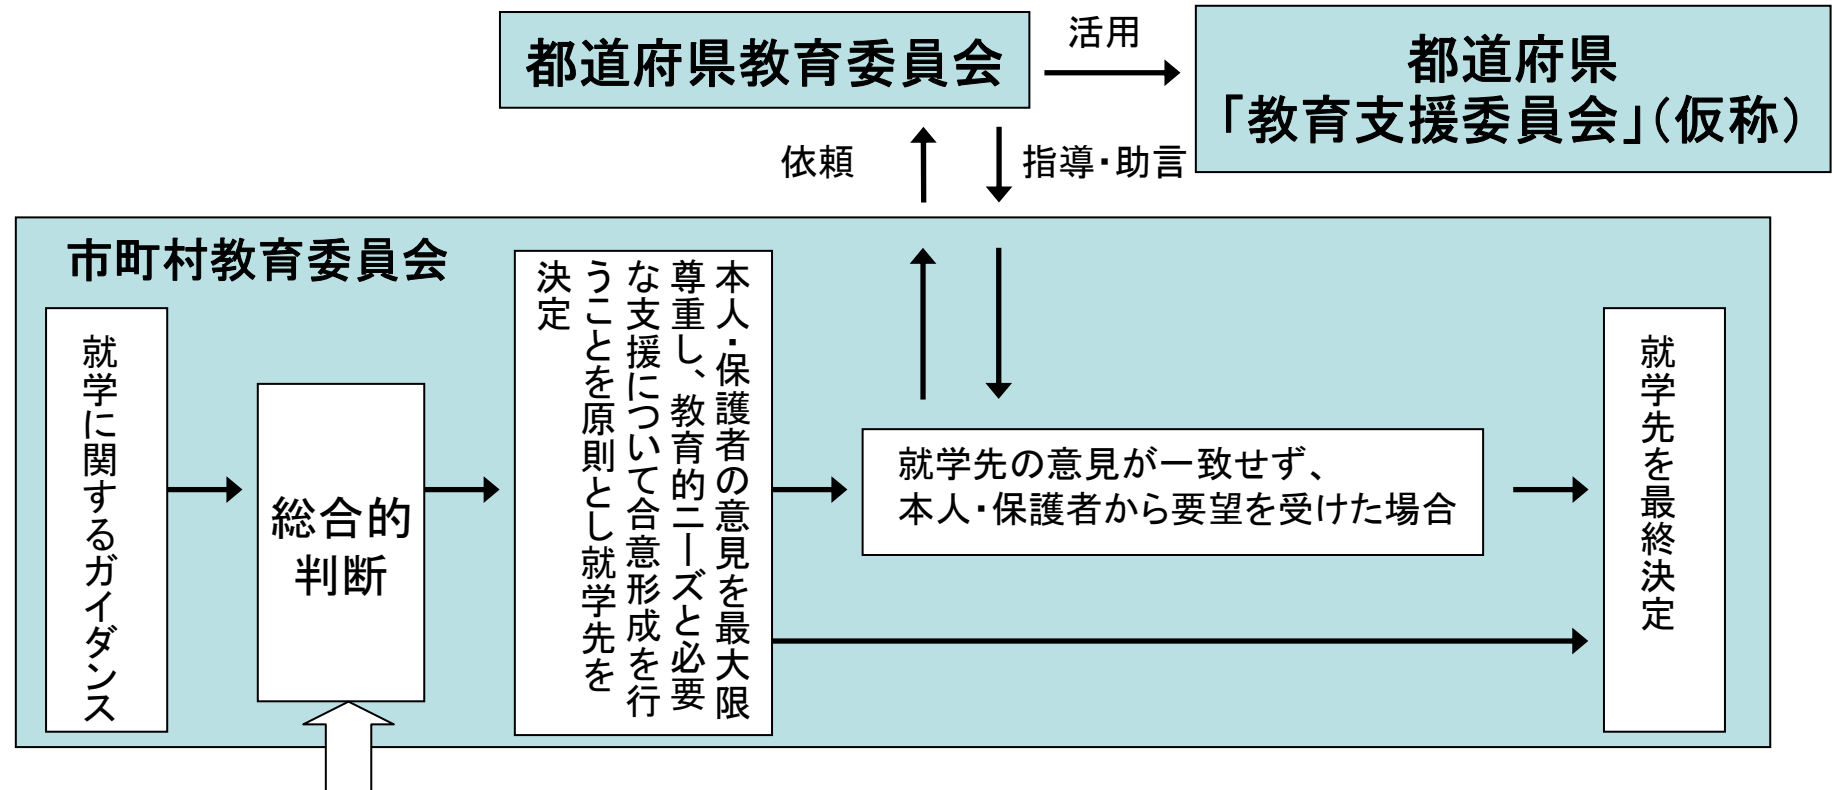 都道府県教育委員会
活用
都道府県
「教育支援委員会」（仮称）
依頼
指導・助言
市町村教育委員会
就学に関するガイダンス
総合的
判断
本人・保護者の意見を最大限
尊重し、教育的ニーズと必要
な支援について合意形成を行
うことを原則とし就学先を
決定
就学先の意見が一致せず、
本人・保護者から要望を受けた場合
就学先を最終決定